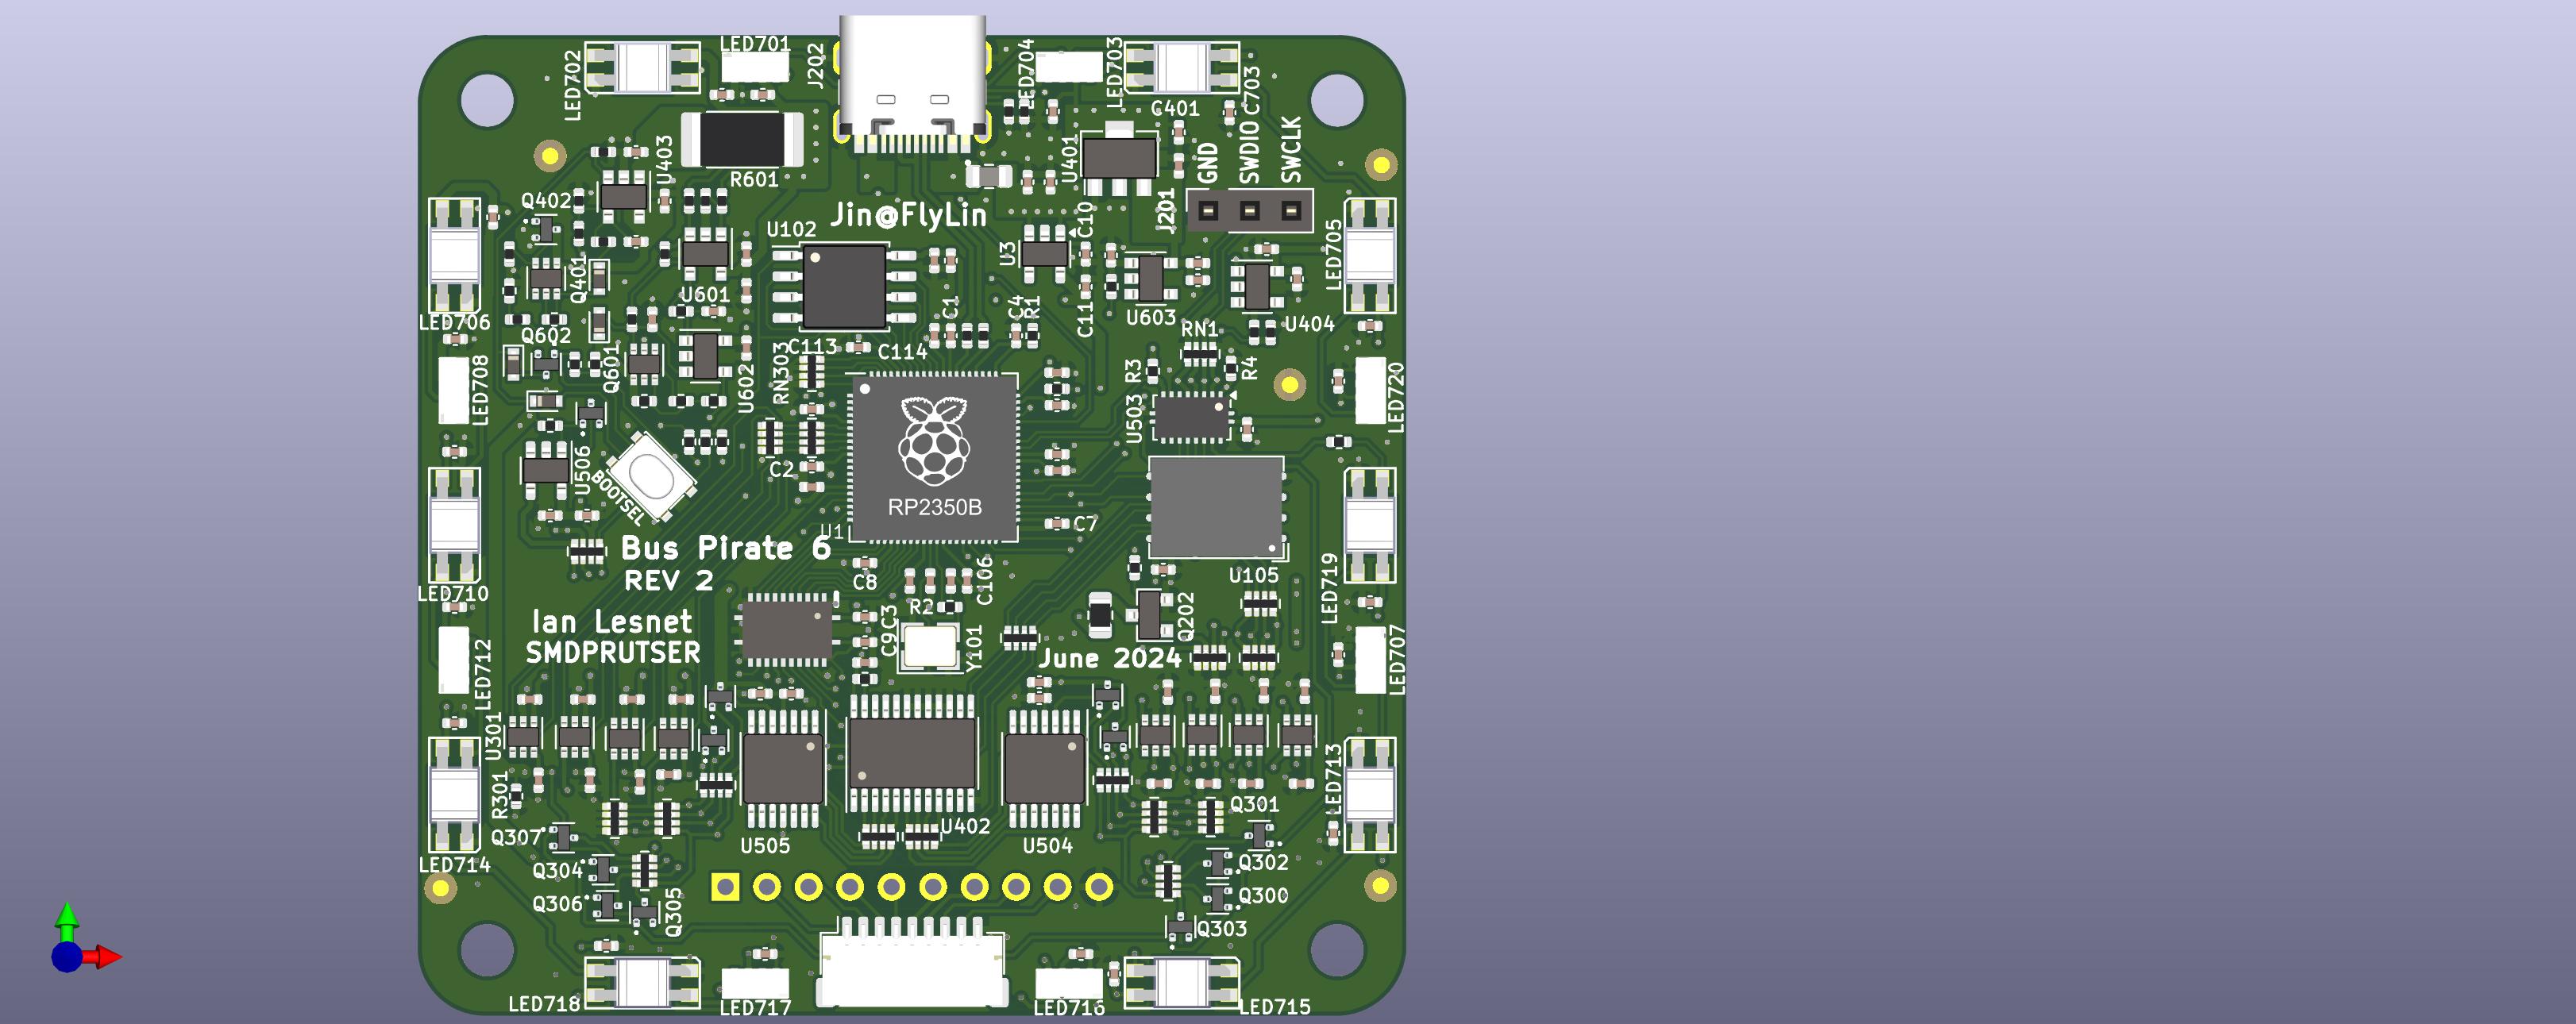 LED701
LED702
J202
LED704
LED703
C703
C401
U403
R601
U401
GND
SWDIO
SWCLK
Q402
Jin@FlyLin
U102
J201
C10
U3
LED705
Q401
U601
C1
C4
R1
C11
U603
U404
LED706
Q602
RN1
C113
C114
Q601
U602
RN303
R3
R4
LED708
LED720
U503
U506
BOOTSEL
C2
RP2350B
U1
C7
Bus Pirate 6
REV 2
U105
LED710
C8
C106
R2
LED719
Ian Lesnet
SMDPRUTSER
C3
C9
Y101
Q202
June 2024
LED712
LED707
U301
R301
LED713
Q301
U402
Q307
U505
U504
LED714
Q304
Q302
Q306
Q305
Q300
Q303
LED718
LED717
LED716
LED715